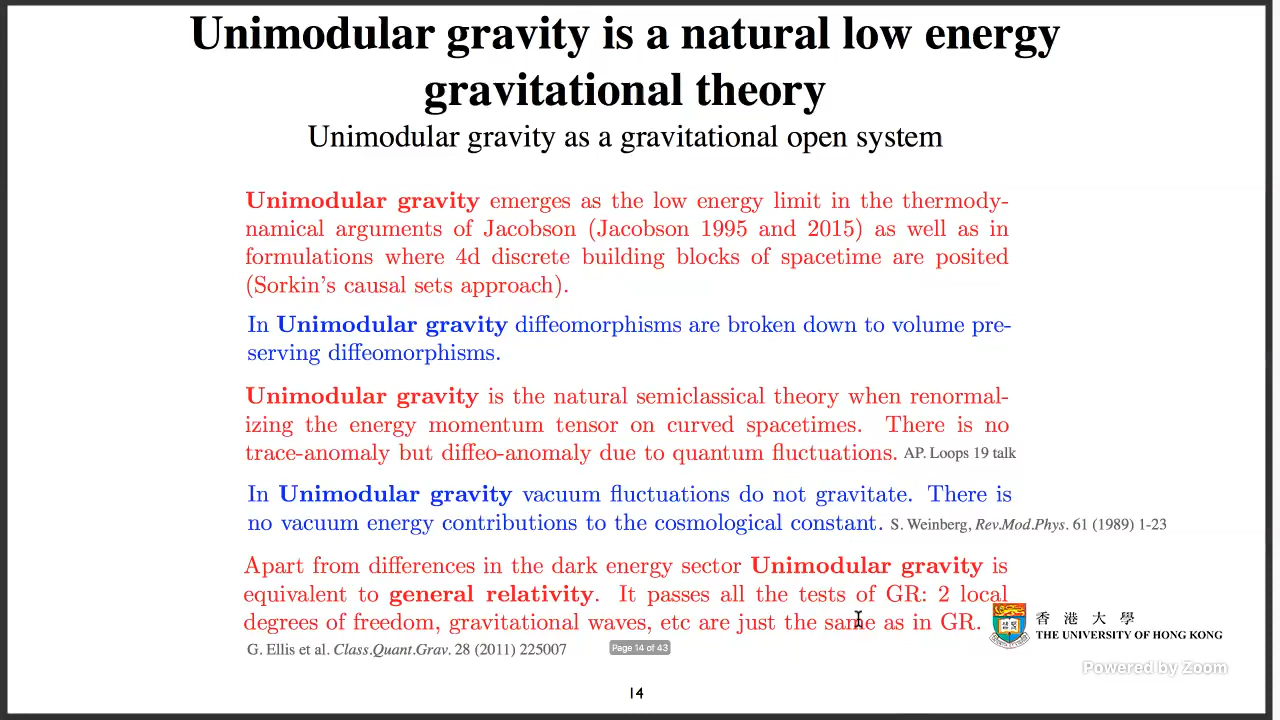 Unimodular gravity is a natural low energy
gravitational theory
Unimodular gravity as a gravitational open system
Unimodular gravity emerges as the low energy limit in the thermody-
namical arguments of Jacobson (Jacobson 1995 and 2015) as well as in
formulations where 4d discrete building blocks of spacetime are posited
(Sorkin's causal sets approach).
In Unimodular gravity diffeomorphisms are broken down to volume pre-
serving diffeomorphisms.
Unimodular gravity is the natural semiclassical theory when renormal-
izing the energy momentum tensor on curved spacetimes. There is no
trace-anomaly but diffeo-anomaly due to quantum fluctuations. AP. Loops 19 talk
In Unimodular gravity vacuum fluctuations do not gravitate. There is
no vacuum energy contributions to the cosmological constant. S. Weinberg, Rev.Mod.Phys. 61 (1989) 1-23
Apart from differences in the dark energy sector Unimodular gravity is
equivalent to general relativity. It passes all the tests of GR: 2 local
degrees of freedom, gravitational waves, etc are just the same as in GR.
G. Ellis et al. Class.Quant.Grav. 28 (2011) 225007
Page 14 of 43
香港大學
THE UNIVERSITY OF HONG KONG
Powered by Zoom
14